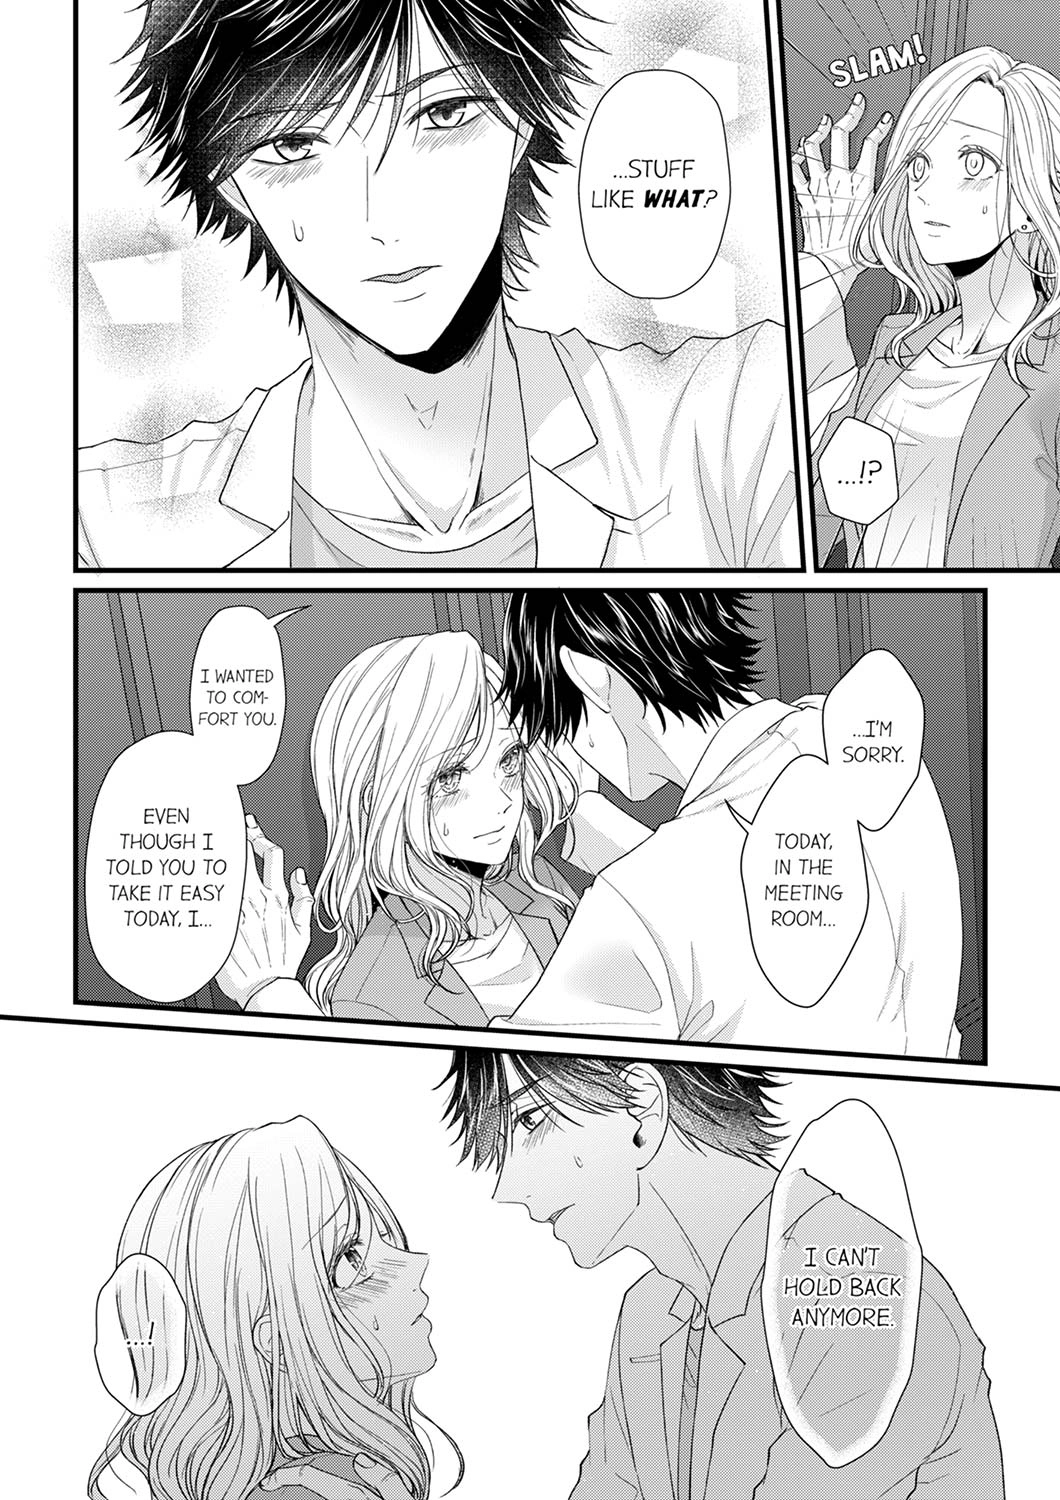 SLAM!
...!?
...STUFF
LIKE WHAT?
...I'M
SORRY.
TODAY,
IN THE
MEETING
ROOM...
I WANTED
TO COM-
FORT YOU.
EVEN
THOUGH I
TOLD YOU TO
TAKE IT EASY
TODAY, I...
I CAN'T
HOLD BACK
ANYMORE.
...!